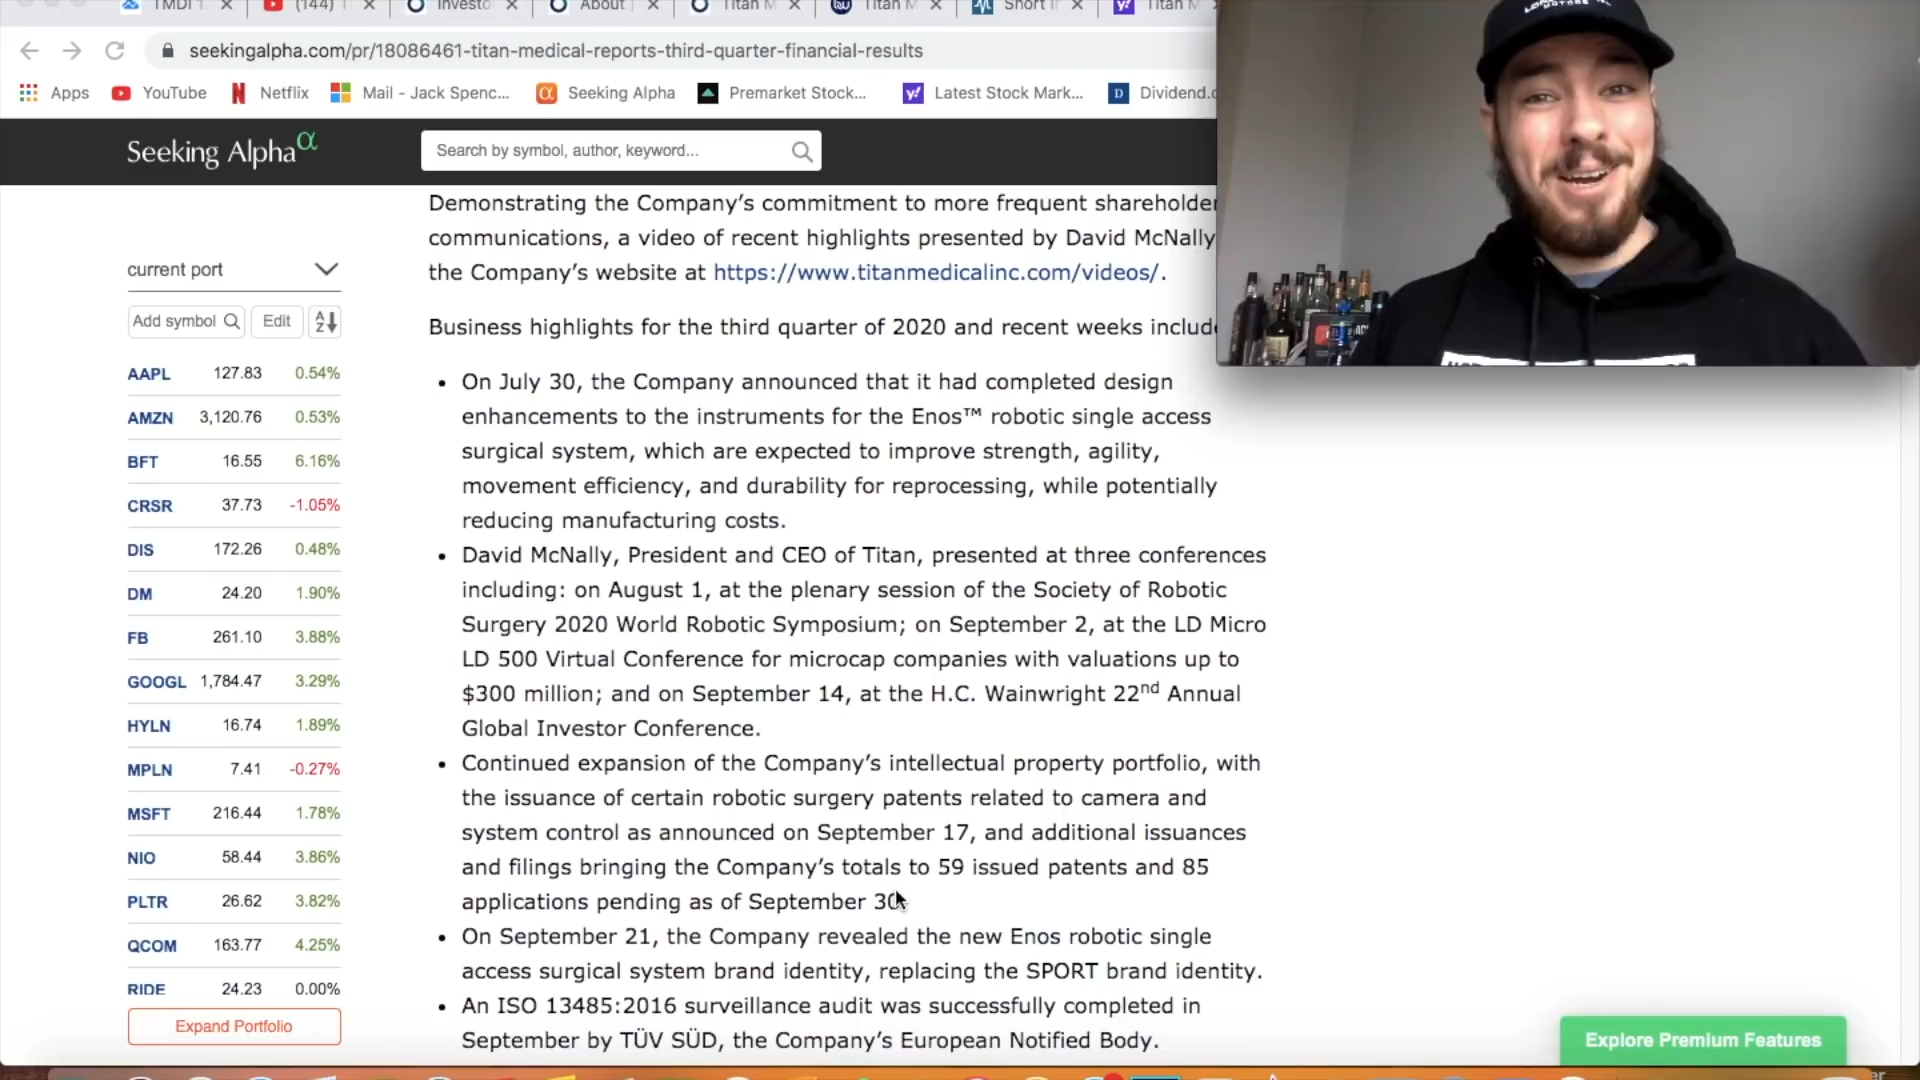 TMDI 1.
(144) T
Investo
About
Titan M
Titan M
Short In
Titan M
seekingalpha.com/pr/18086461-titan-medical-reports-third-quarter-financial-results
Apps YouTube Netflix Mail - Jack Spenc... Seeking Alpha Premarket Stock... Latest Stock Mark... Dividend.c
Seeking Alpha α
Search by symbol, author, keyword...
current port
Add symbol Edit AZ
AAPL 127.83 0.54%
AMZN 3,120.76 0.53%
BFT 16.55 6.16%
CRSR 37.73 -1.05%
DIS 172.26 0.48%
DM 24.20 1.90%
FB 261.10 3.88%
GOOGL 1,784.47 3.29%
HYLN 16.74 1.89%
MPLN 7.41 -0.27%
MSFT 216.44 1.78%
NIO 58.44 3.86%
PLTR 26.62 3.82%
QCOM 163.77 4.25%
RIDE 24.23 0.00%
Expand Portfolio
Demonstrating the Company’s commitment to more frequent shareholder
communications, a video of recent highlights presented by David McNally
the Company’s website at https://www.titanmedicalinc.com/videos/.
Business highlights for the third quarter of 2020 and recent weeks include
• On July 30, the Company announced that it had completed design
enhancements to the instruments for the Enos™ robotic single access
surgical system, which are expected to improve strength, agility,
movement efficiency, and durability for reprocessing, while potentially
reducing manufacturing costs.
• David McNally, President and CEO of Titan, presented at three conferences
including: on August 1, at the plenary session of the Society of Robotic
Surgery 2020 World Robotic Symposium; on September 2, at the LD Micro
LD 500 Virtual Conference for microcap companies with valuations up to
$300 million; and on September 14, at the H.C. Wainwright 22nd Annual
Global Investor Conference.
• Continued expansion of the Company’s intellectual property portfolio, with
the issuance of certain robotic surgery patents related to camera and
system control as announced on September 17, and additional issuances
and filings bringing the Company’s totals to 59 issued patents and 85
applications pending as of September 30
• On September 21, the Company revealed the new Enos robotic single
access surgical system brand identity, replacing the SPORT brand identity.
• An ISO 13485:2016 surveillance audit was successfully completed in
September by TÜV SÜD, the Company’s European Notified Body.
Explore Premium Features
MOTORS